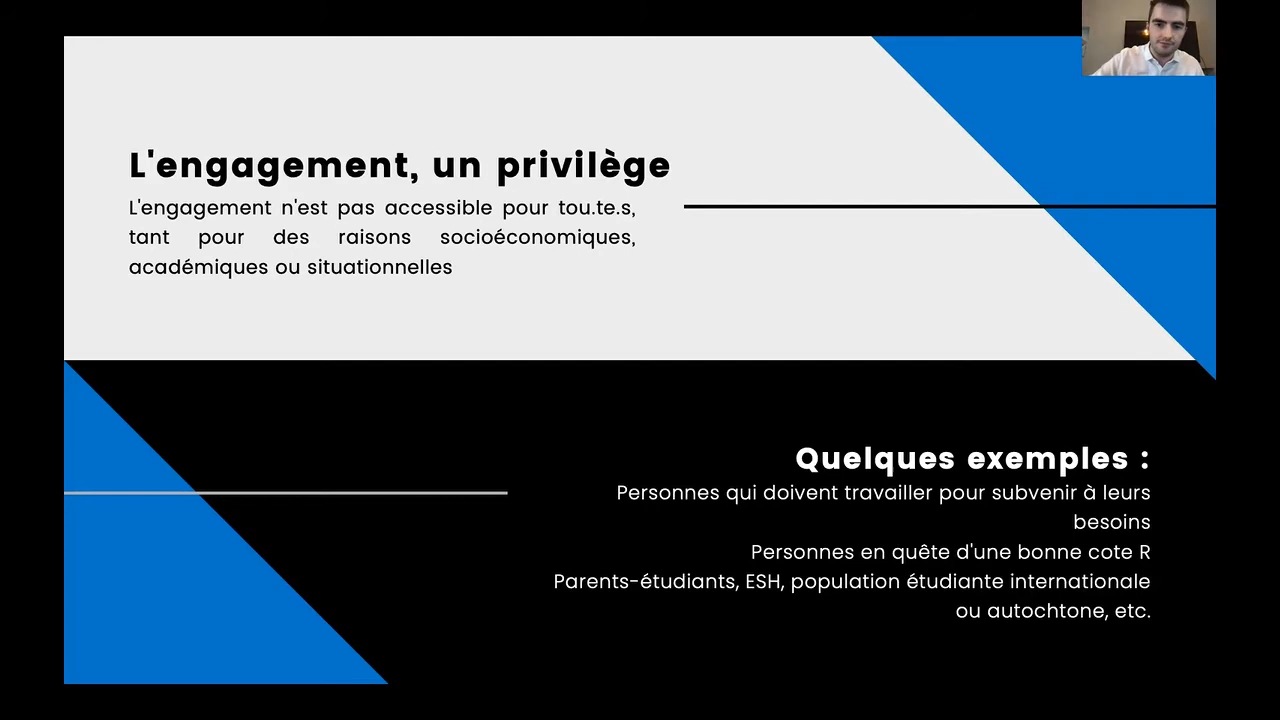 L'engagement, un privilège
L'engagement n'est pas accessible pour tou.te.s,
tant pour des raisons socioéconomiques,
académiques ou situationnelles
Quelques exemples :
Personnes qui doivent travailler pour subvenir à leurs
besoins
Personnes en quête d'une bonne cote R
Parents-étudiants, ESH, population étudiante internationale
ou autochtone, etc.